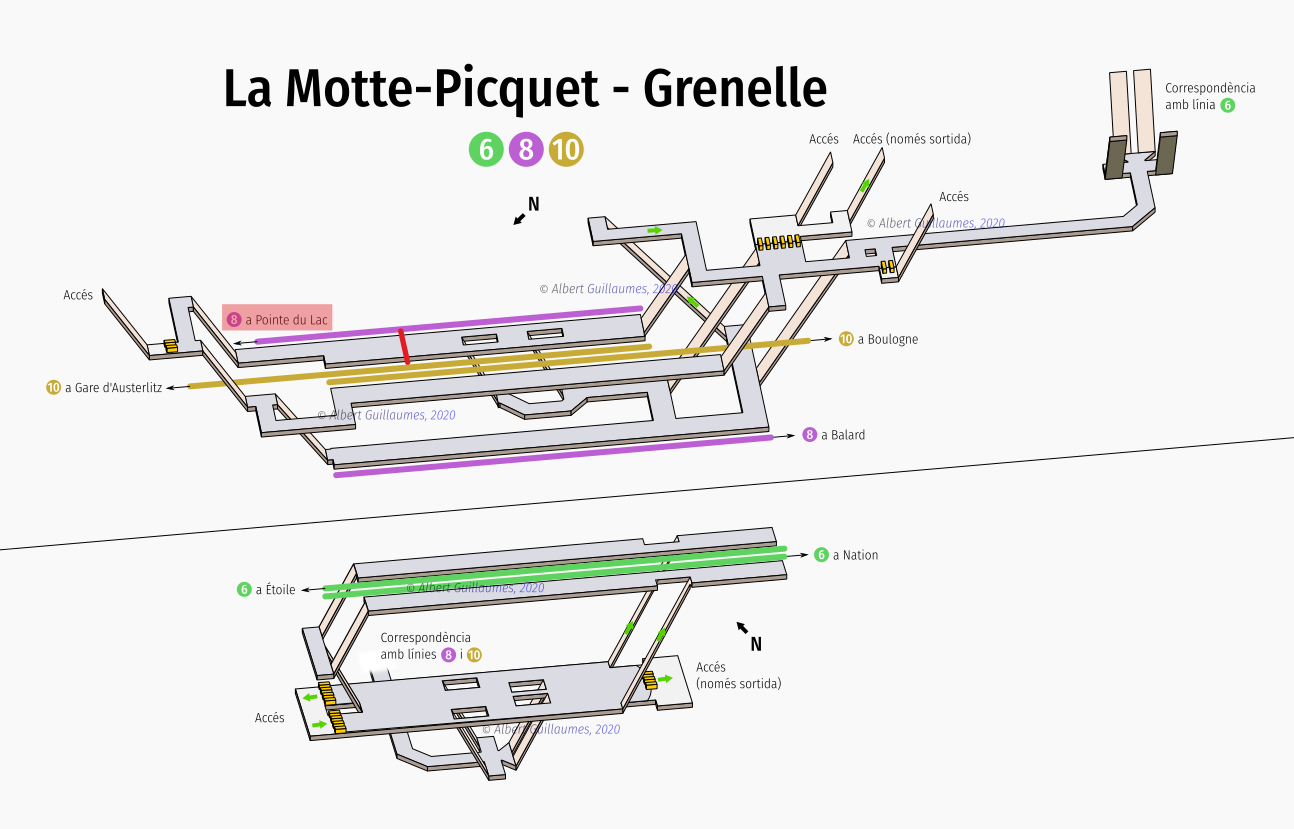 La Motte-Picquet - Grenelle
6 8 10
N
Correspondència
amb línia 6
Accés
Accés (només sortida)
Accés
© Albert Guillaumes, 2020
© Albert Guillaumes, 2020
Accés
8 a Pointe du Lac
10 a Boulogne
10 a Gare d'Austerlitz
© Albert Guillaumes, 2020
8 a Balard
6 a Nation
6 a Étoile
© Albert Guillaumes, 2020
Correspondència
amb línies 8 i 10
N
Accés
(només sortida)
Accés
© Albert Guillaumes, 2020